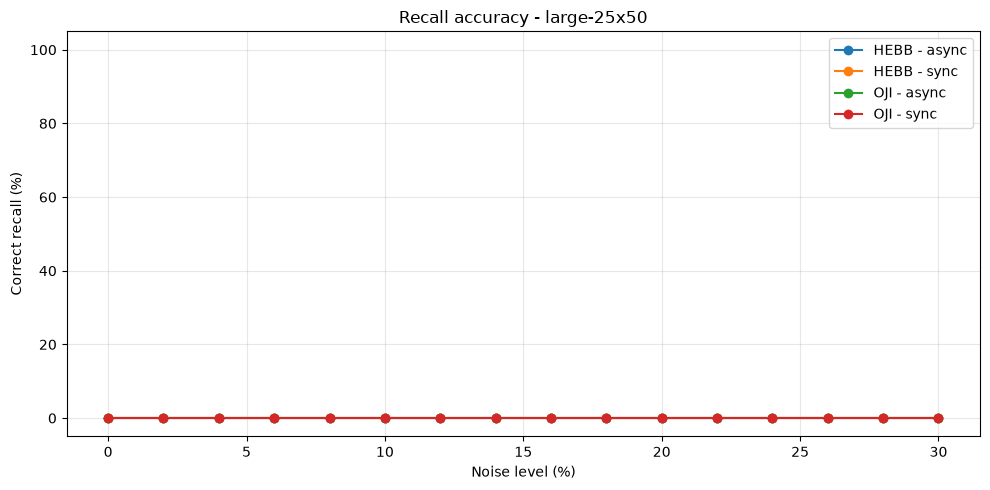 Recall accuracy - large-25x50
HEBB - async
HEBB - sync
OJI - async
OJI - sync
Correct recall (%)
100
80
60
40
20
0
0 5 10 15 20 25 30
Noise level (%)